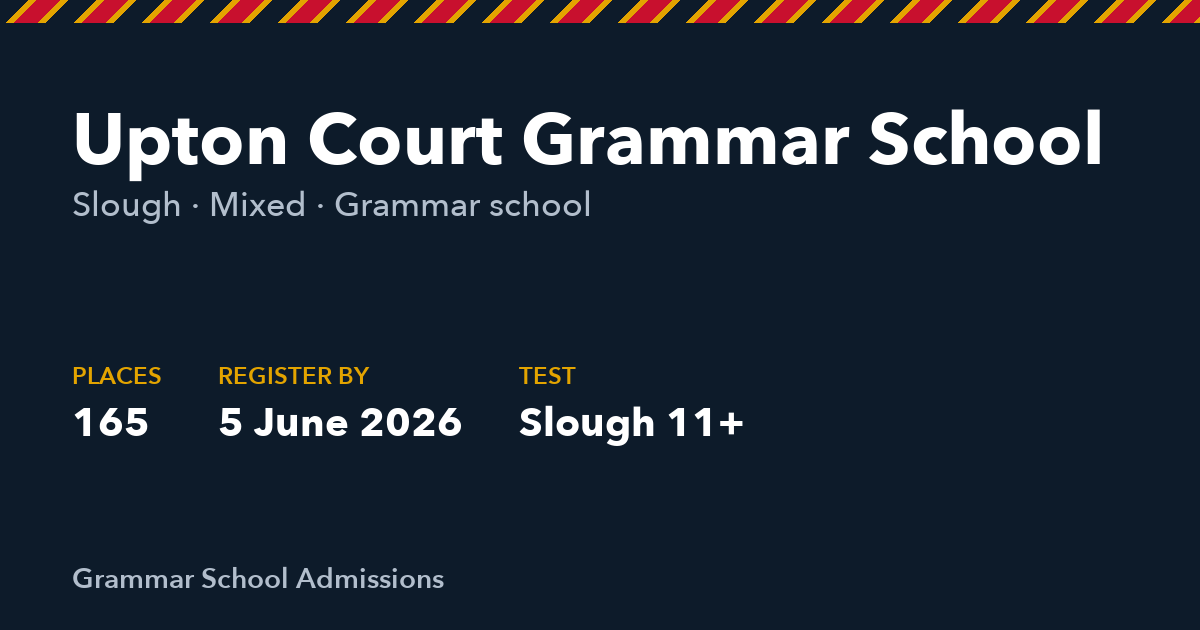 Upton Court Grammar School
Slough · Mixed · Grammar school
PLACES REGISTER BY TEST
165 5 June 2026 Slough 11+
Grammar School Admissions